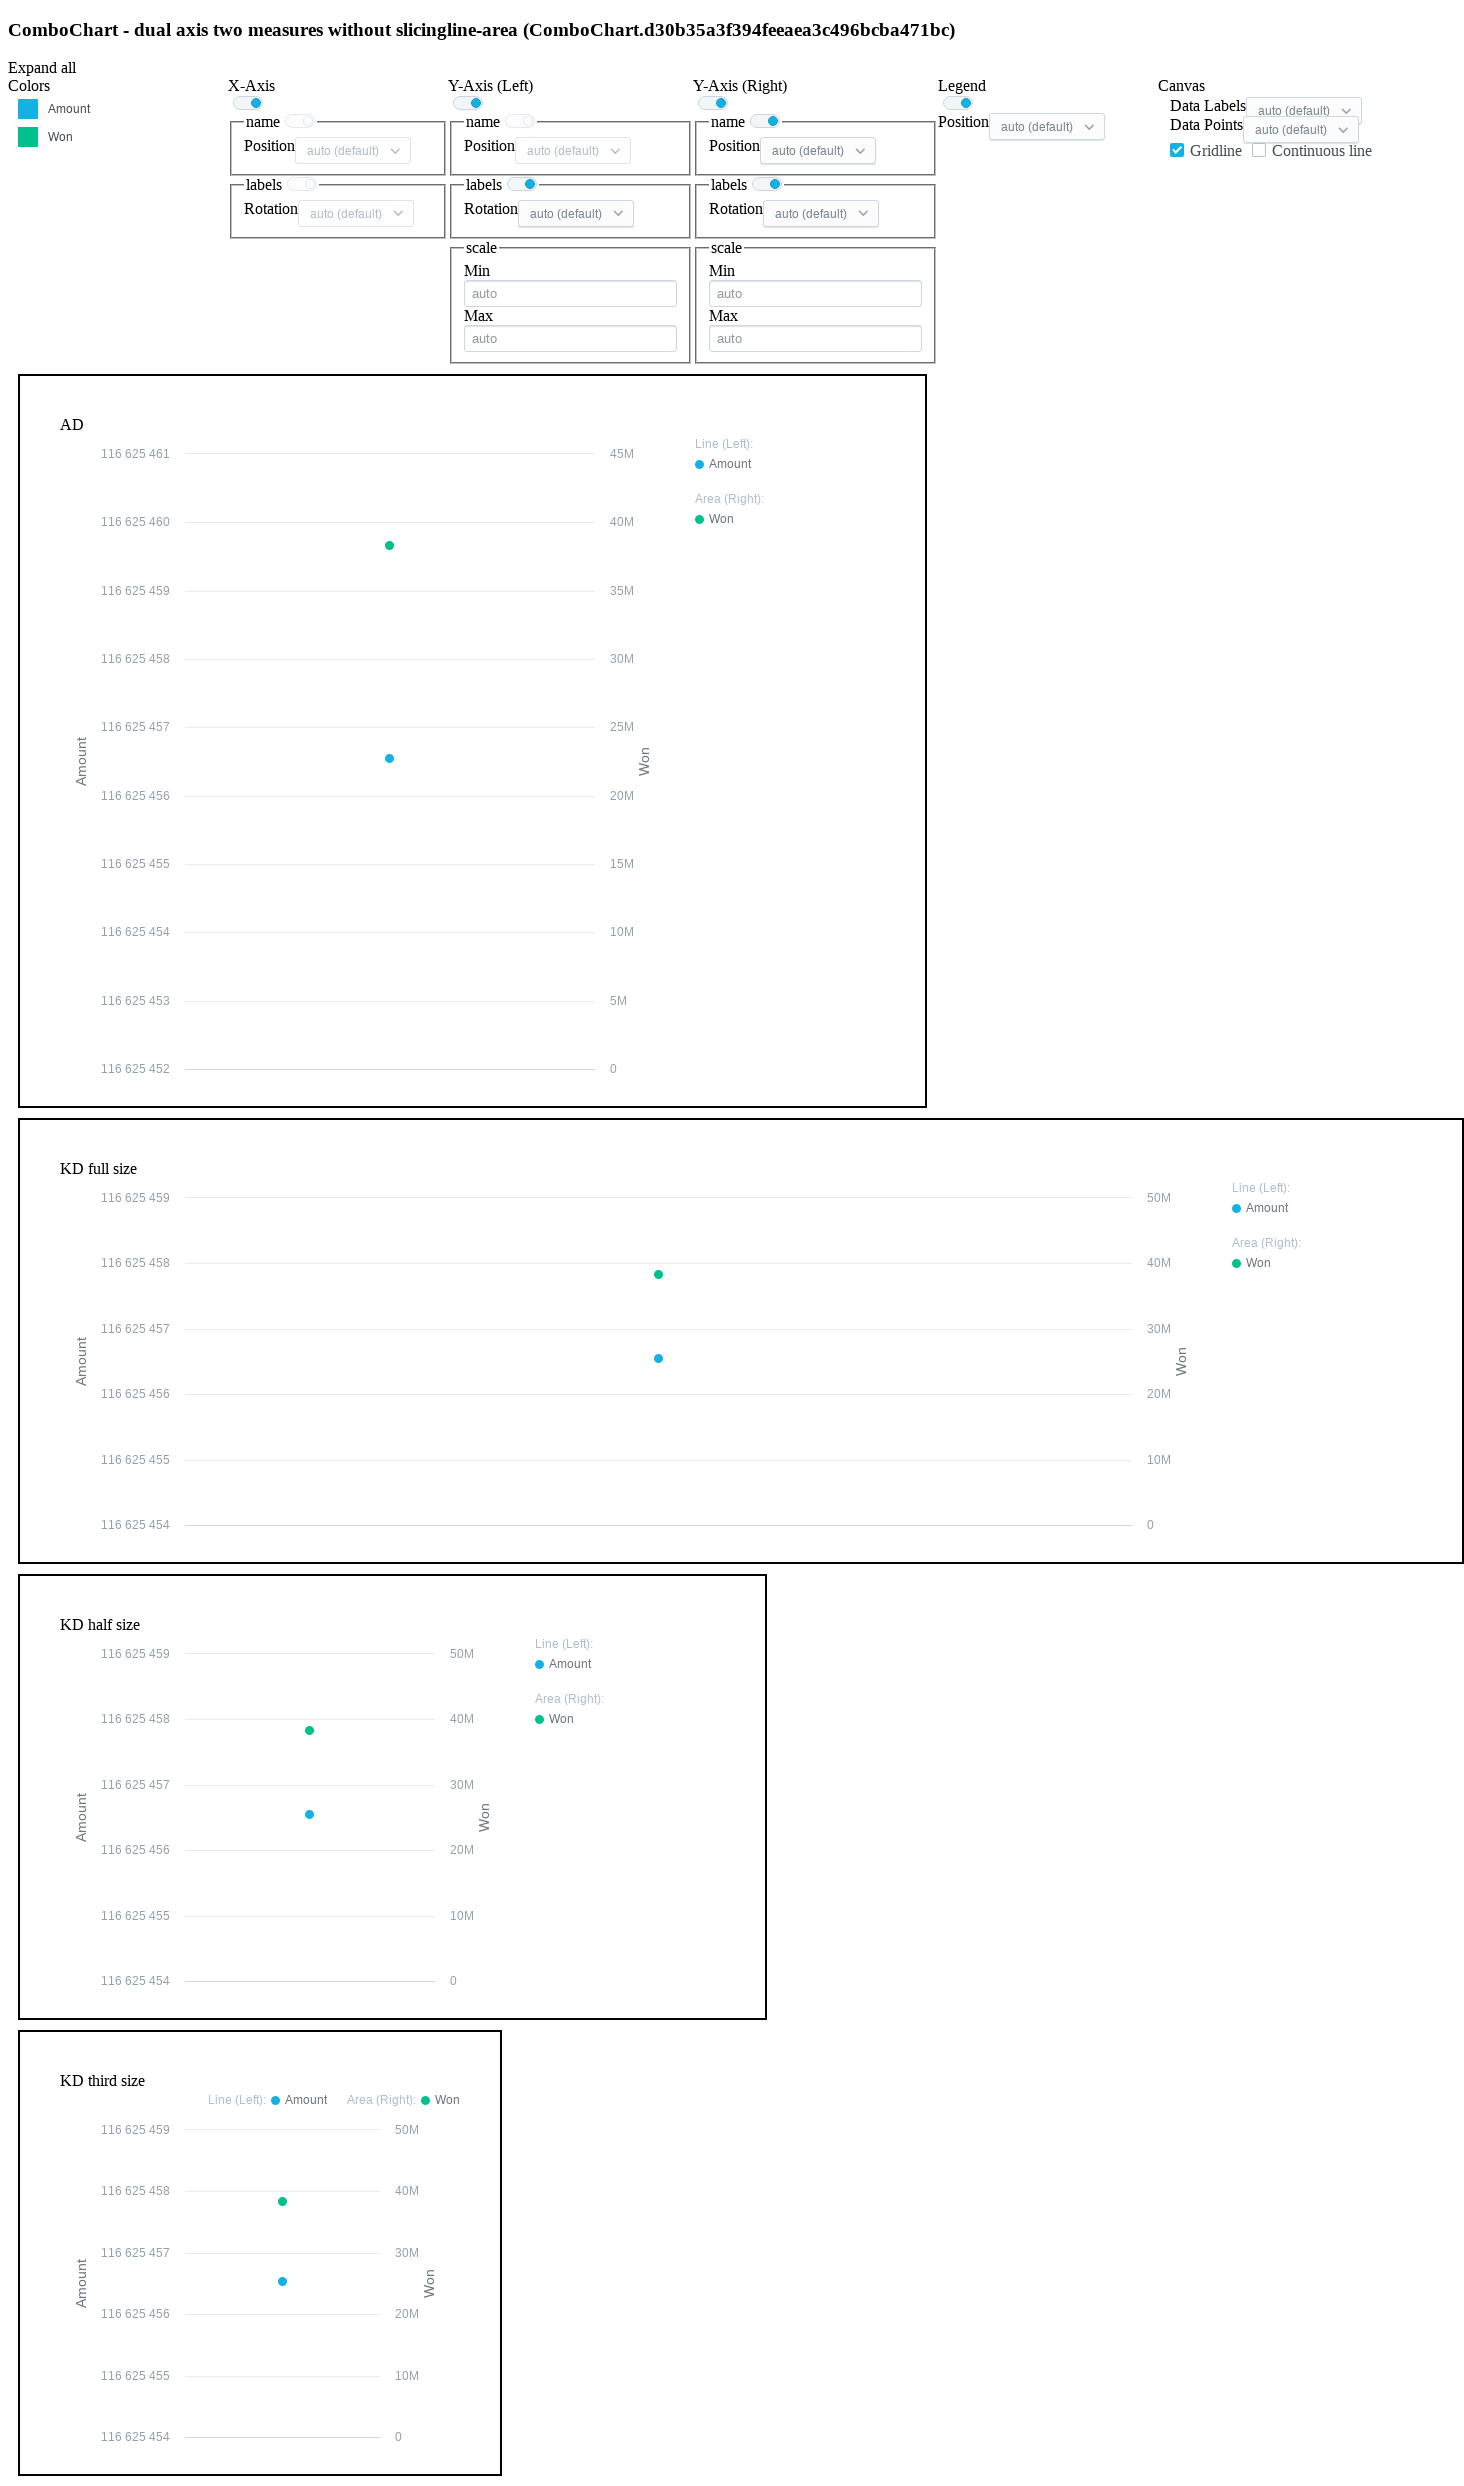 ComboChart - dual axis two measures without slicingline-area (ComboChart.d30b35a3f394feeaea3c496bcba471bc)
Expand all
Colors
Amount
Won
X-Axis
name
Position auto (default)
labels
Rotation auto (default)
Y-Axis (Left)
name
Position auto (default)
labels
Rotation auto (default)
scale
Min
auto
Max
auto
Y-Axis (Right)
name
Position auto (default)
labels
Rotation auto (default)
scale
Min
auto
Max
auto
Legend
Position auto (default)
Canvas
Data Labels auto (default)
Data Points auto (default)
Gridline Continuous line
AD
116 625 461 45M
116 625 460 40M
116 625 459 35M
116 625 458 30M
116 625 457 25M
116 625 456 20M
116 625 455 15M
116 625 454 10M
116 625 453 5M
116 625 452 0
Amount
Won
Line (Left):
Amount
Area (Right):
Won
KD full size
116 625 459 50M
116 625 458 40M
116 625 457 30M
116 625 456 20M
116 625 455 10M
116 625 454 0
Amount
Won
Line (Left):
Amount
Area (Right):
Won
KD half size
116 625 459 50M
116 625 458 40M
116 625 457 30M
116 625 456 20M
116 625 455 10M
116 625 454 0
Amount
Won
Line (Left):
Amount
Area (Right):
Won
KD third size
Line (Left): Amount Area (Right): Won
116 625 459 50M
116 625 458 40M
116 625 457 30M
116 625 456 20M
116 625 455 10M
116 625 454 0
Amount
Won